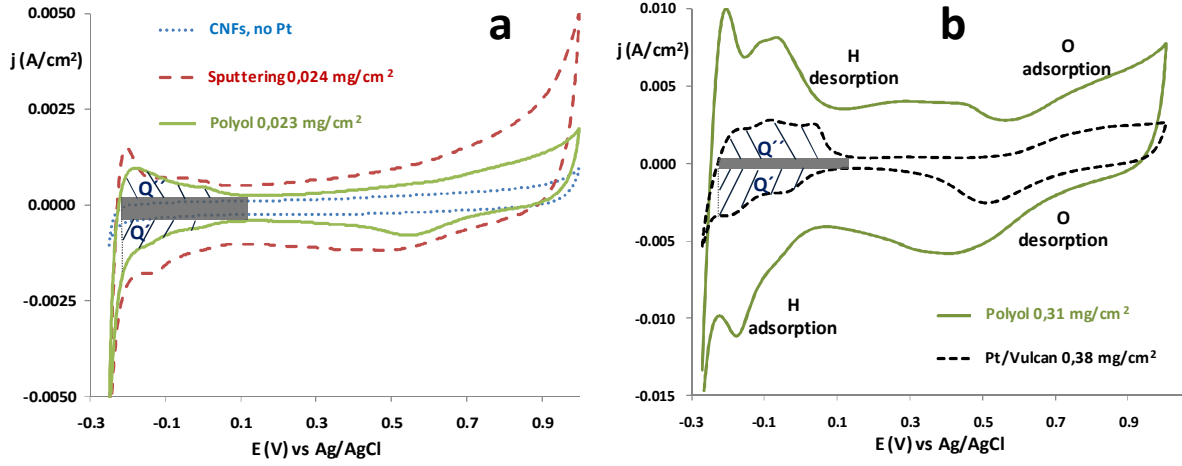 a
j (A/cm²)
CNFs, no Pt
Sputtering 0,024 mg/cm²
Polyol 0,023 mg/cm²
0.0050
0.0025
0.0000
-0.0025
-0.0050
Q´´
Q´
-0.3
-0.1
0.1
0.3
0.5
0.7
0.9
E (V) vs Ag/AgCl
b
j (A/cm²)
0.010
0.005
0.000
-0.005
-0.010
-0.015
H
desorption
O
adsorption
Q´´
Q´
O
desorption
H
adsorption
Polyol 0,31 mg/cm²
Pt/Vulcan 0,38 mg/cm²
-0.3
-0.1
0.1
0.3
0.5
0.7
0.9
E (V) vs Ag/AgCl